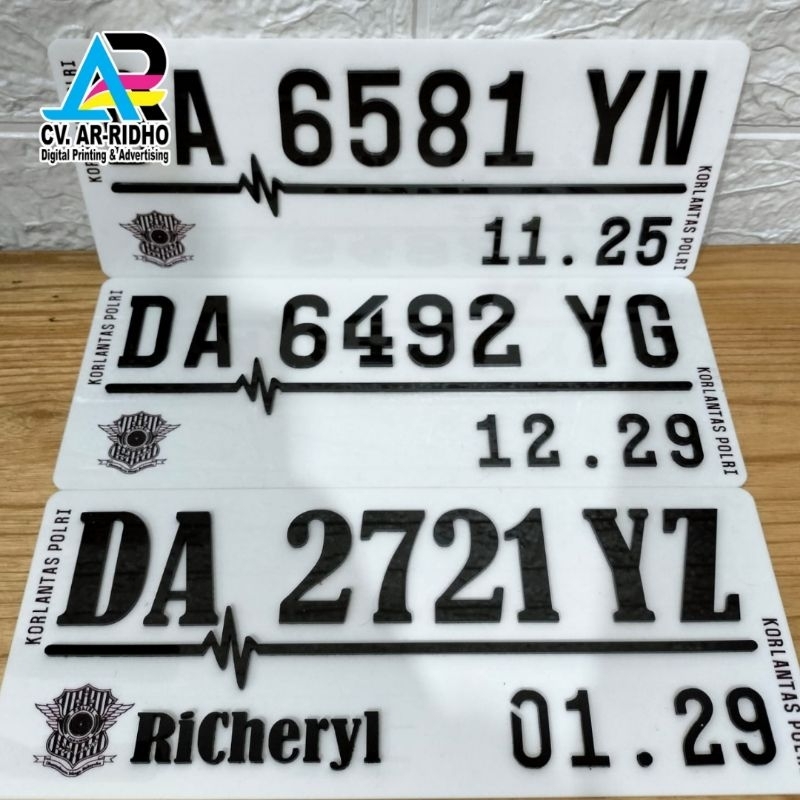 CV. AR-RIDHO
Digital Printing & Advertising
A 6581 YN
KORLANTAS POLRI
11.25
KORLANTAS POLRI
DA 6492 YG
KORLANTAS POLRI
12.29
KORLANTAS POLRI
DA 2721 YZ
KORLANTAS POLRI
RiCheryl
01.29